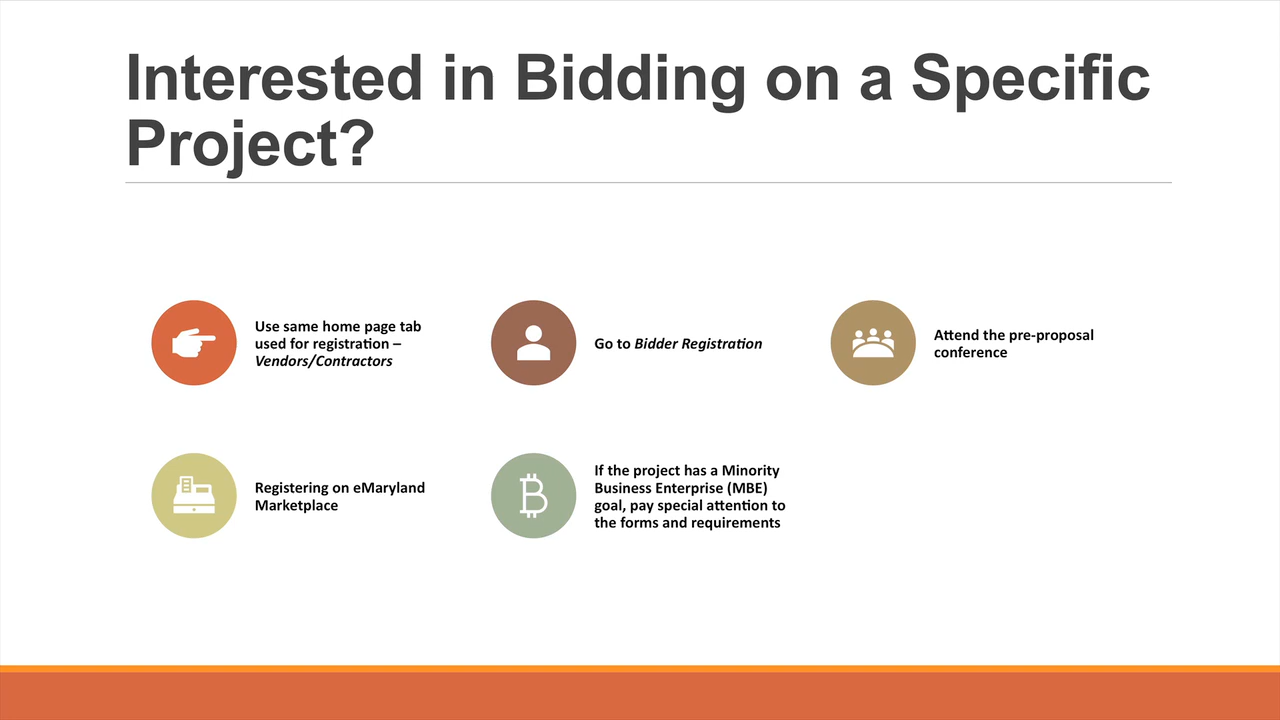 Interested in Bidding on a Specific
Project?
Use same home page tab
used for registration –
Vendors/Contractors
Go to Bidder Registration
Attend the pre-proposal
conference
Registering on eMaryland
Marketplace
If the project has a Minority
Business Enterprise (MBE)
goal, pay special attention to
the forms and requirements